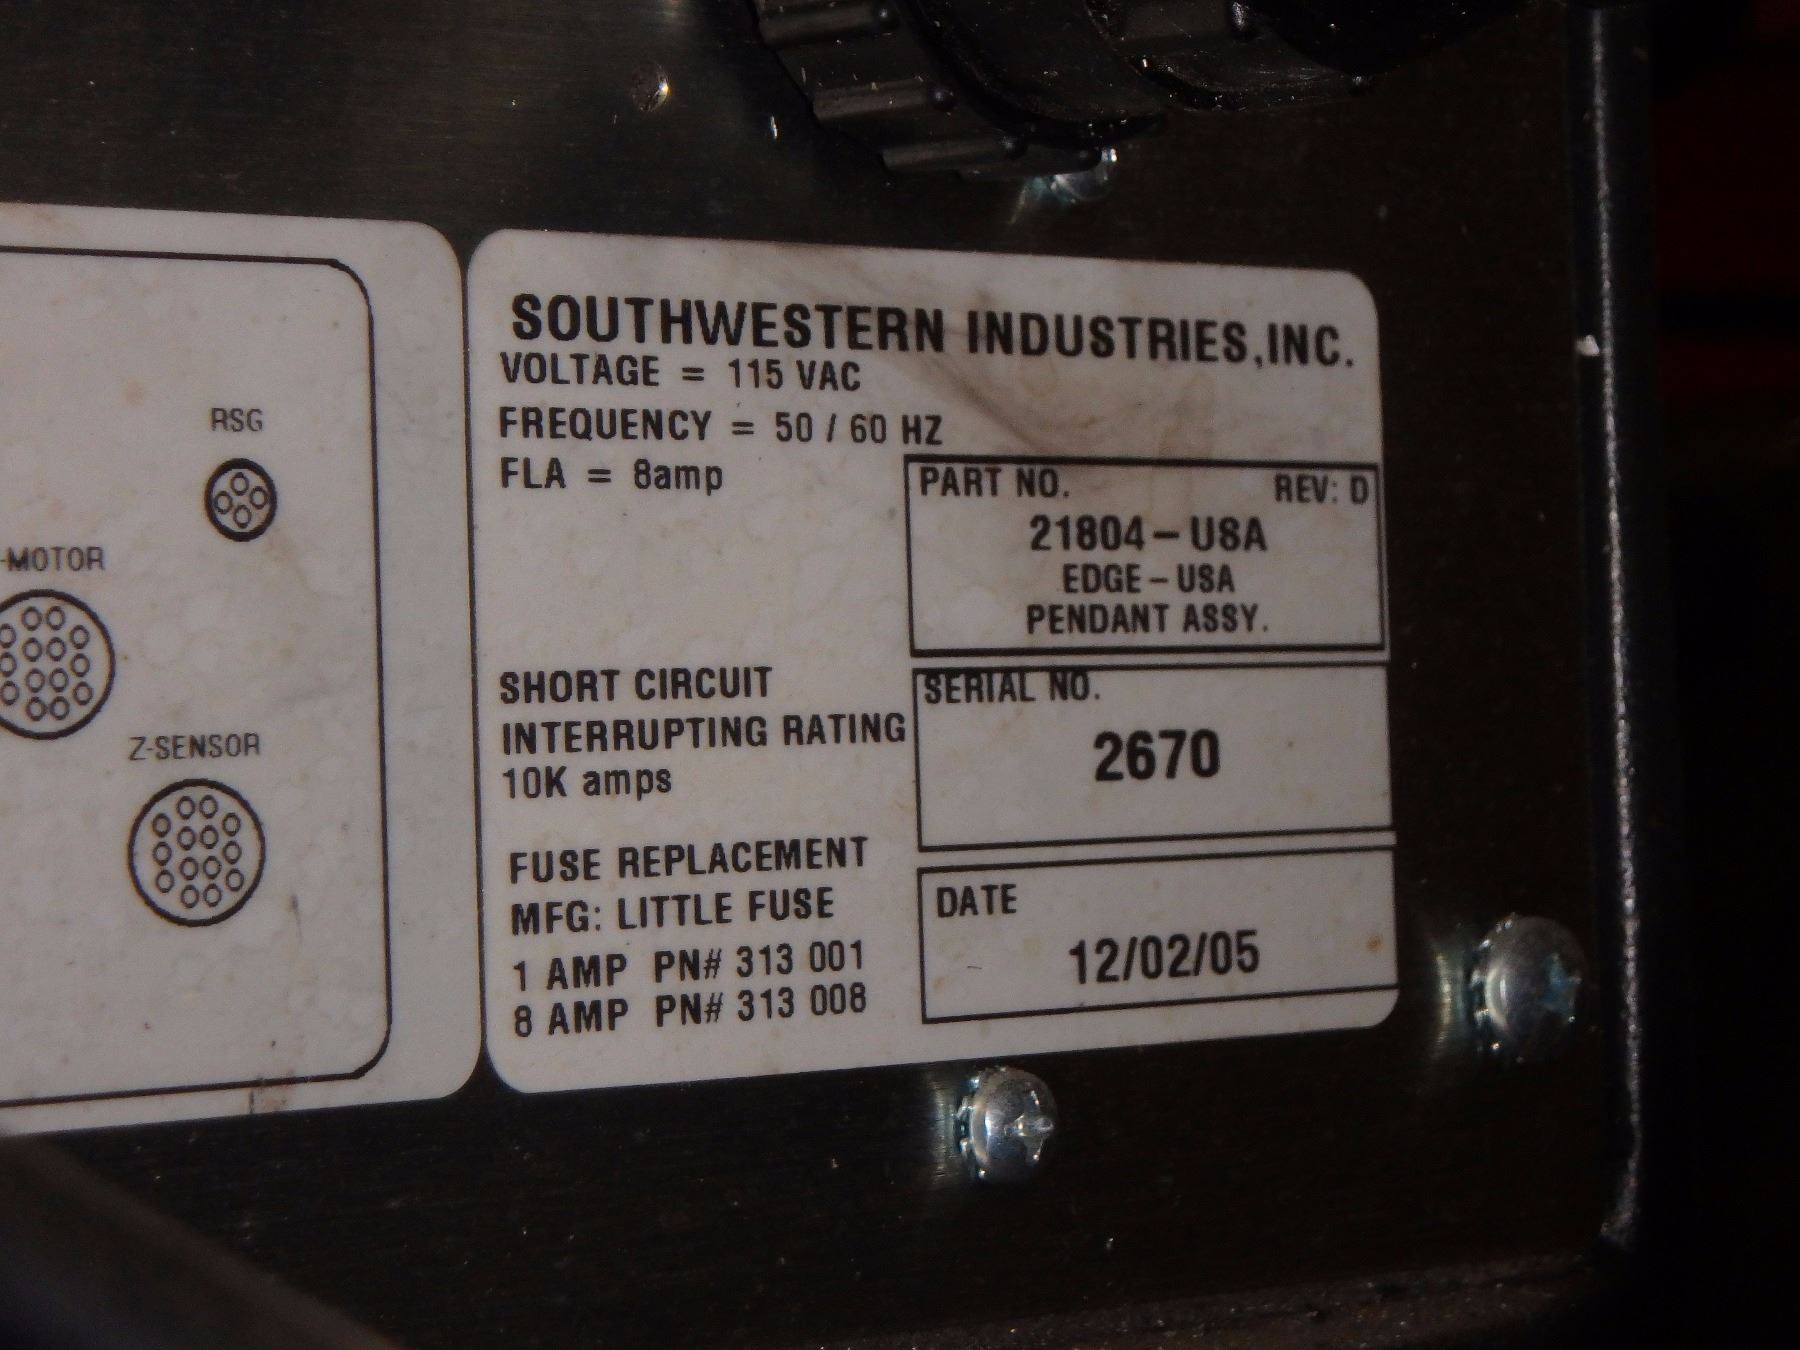 RSG
-MOTOR
Z-SENSOR
SOUTHWESTERN INDUSTRIES,INC.
VOLTAGE = 115 VAC
FREQUENCY = 50 / 60 HZ
FLA = 8amp
PART NO. REV: D
21804-USA
EDGE-USA
PENDANT ASSY.
SHORT CIRCUIT
INTERRUPTING RATING
10K amps
SERIAL NO.
2670
FUSE REPLACEMENT
MFG: LITTLE FUSE
1 AMP PN# 313 001
8 AMP PN# 313 008
DATE
12/02/05